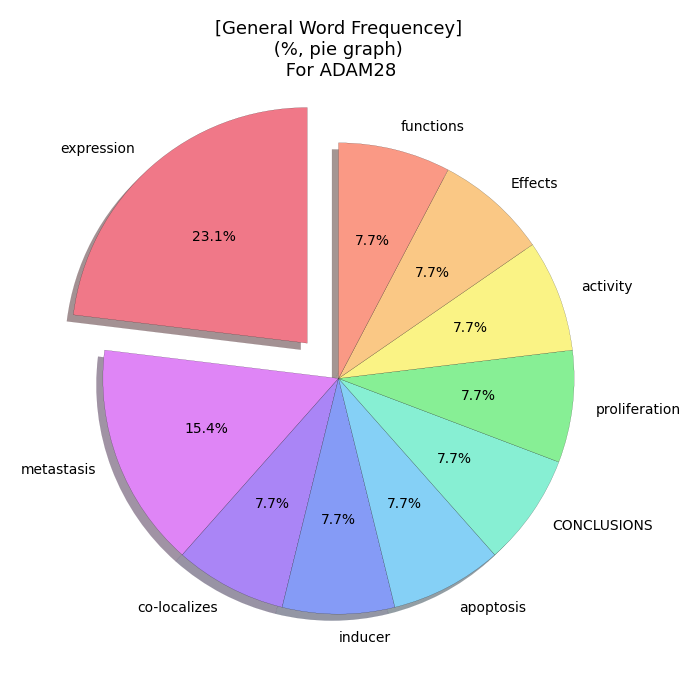 [General Word Frequencey]
(%, pie graph)
For ADAM28
functions
expression
Effects
23.1%
7.7%
7.7%
activity
7.7%
proliferation
7.7%
15.4%
7.7%
metastasis
7.7%
7.7%
7.7%
CONCLUSIONS
co-localizes
apoptosis
inducer